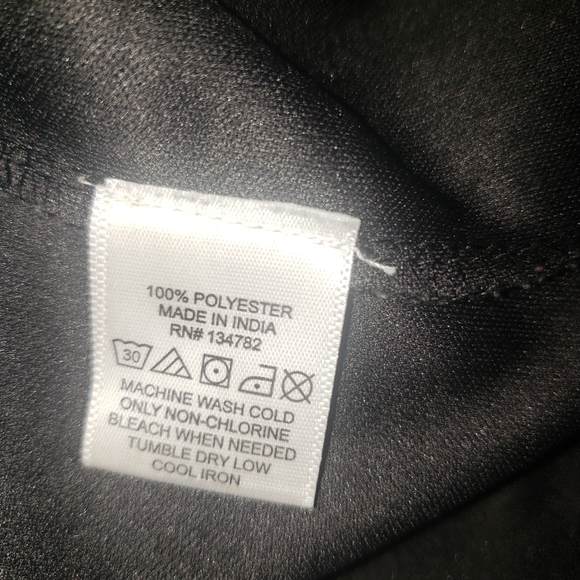 100% POLYESTER
MADE IN INDIA
RN# 134782
30
MACHINE WASH COLD
ONLY NON-CHLORINE
BLEACH WHEN NEEDED
TUMBLE DRY LOW
COOL IRON